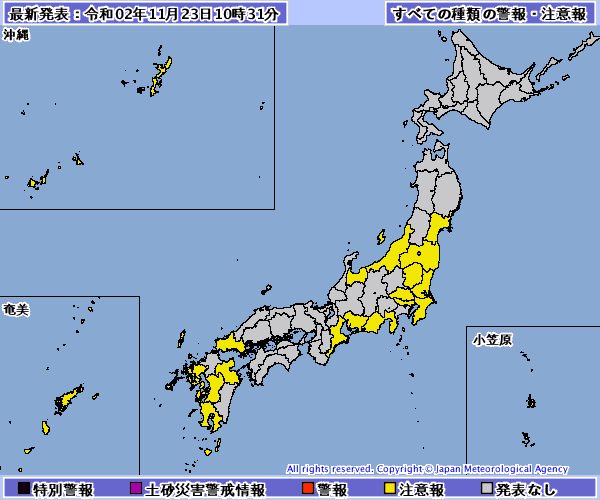 最新発表：令和02年11月23日10時31分
すべての種類の警報・注意報
沖縄
奄美
小笠原
All rights reserved. Copyright © Japan Meteorological Agency
特別警報 土砂災害警戒情報 警報 注意報 発表なし